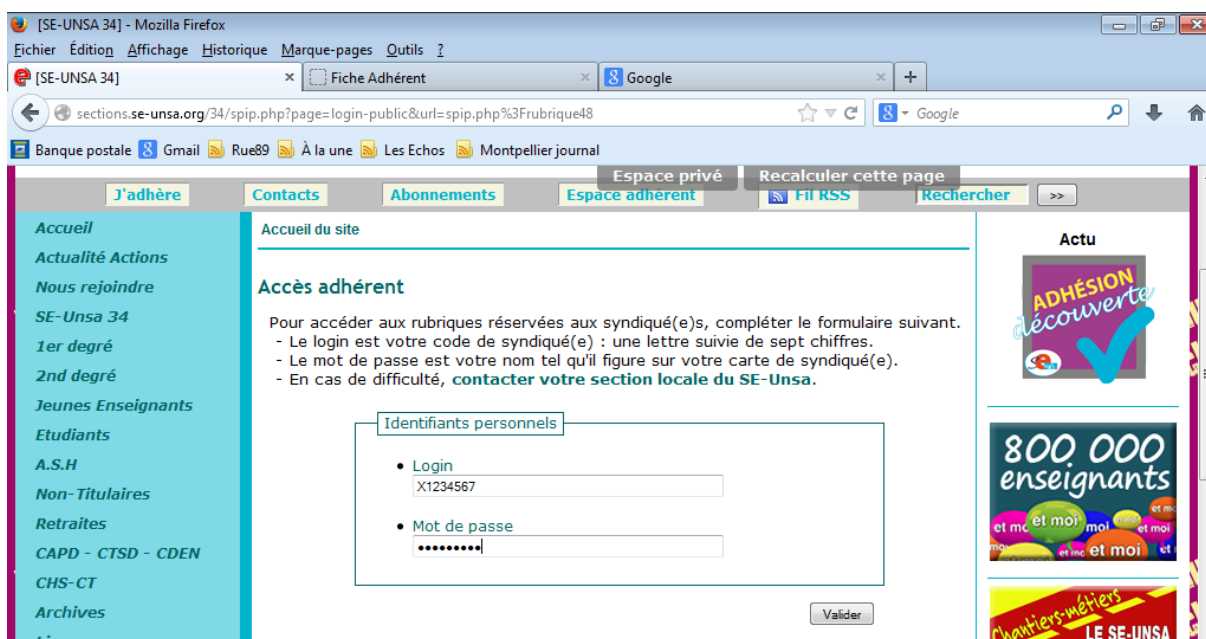 [SE-UNSA 34] - Mozilla Firefox
Fichier Édition Affichage Historique Marque-pages Outils ?
[SE-UNSA 34] Fiche Adhérent Google
sections.se-unsa.org/34/spip.php?page=login-public&url=spip.php%3Frubrique48 Google
Banque postale Gmail Rue89 À la une Les Echos Montpellier journal
Espace privé Recalculer cette page
J'adhère Contacts Abonnements Espace adhérent Fil RSS Rechercher >>
Accueil
Actualité Actions
Nous rejoindre
SE-Unsa 34
1er degré
2nd degré
Jeunes Enseignants
Etudiants
A.S.H
Non-Titulaires
Retraites
CAPD - CTSD - CDEN
CHS-CT
Archives
Accueil du site
Accès adhérent
Pour accéder aux rubriques réservées aux syndiqué(e)s, compléter le formulaire suivant.
- Le login est votre code de syndiqué(e) : une lettre suivie de sept chiffres.
- Le mot de passe est votre nom tel qu'il figure sur votre carte de syndiqué(e).
- En cas de difficulté, contacter votre section locale du SE-Unsa.
Identifiants personnels
• Login
X1234567
• Mot de passe
•••••••••
Valider
Actu
ADHÉSION
découverte
se
800 000
enseignants
et moi
et moi
moi
et moi
et moi
Chantiers-métiers
LE SE-UNSA